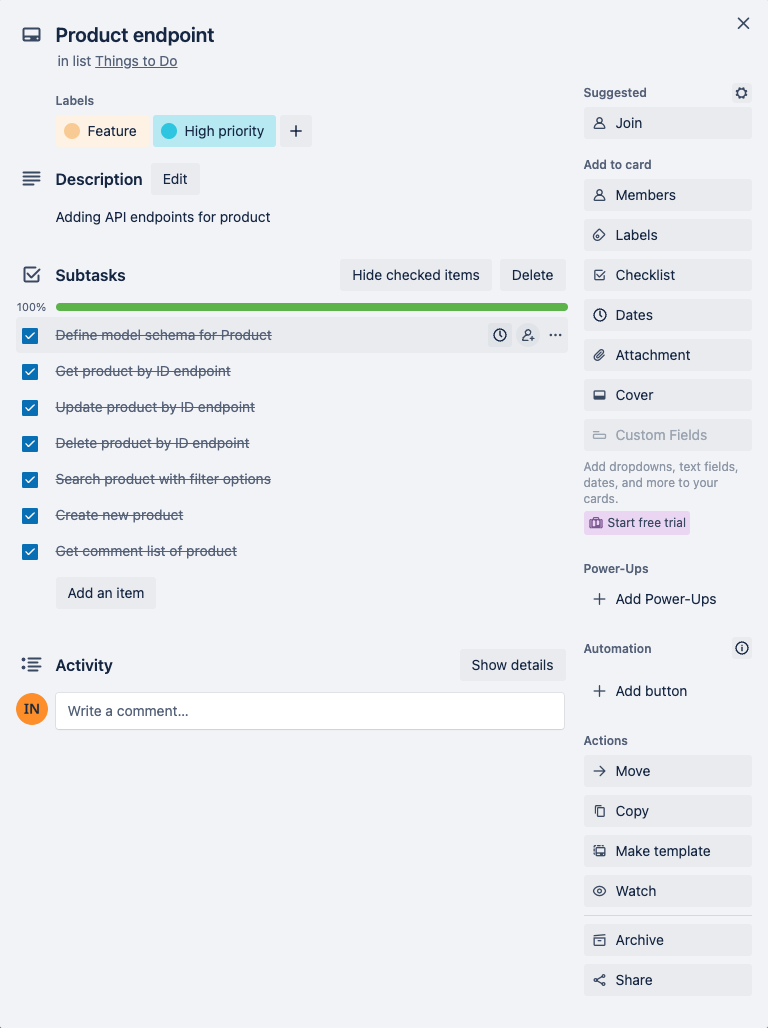 Product endpoint
in list Things to Do
Labels
Feature
High priority
Description
Edit
Adding API endpoints for product
Subtasks
Hide checked items
Delete
100%
Define model schema for Product
Get product by ID endpoint
Update product by ID endpoint
Delete product by ID endpoint
Search product with filter options
Create new product
Get comment list of product
Add an item
Activity
Show details
IN
Write a comment…
Suggested
Join
Add to card
Members
Labels
Checklist
Dates
Attachment
Cover
Custom Fields
Add dropdowns, text fields,
dates, and more to your
cards.
Start free trial
Power-Ups
Add Power-Ups
Automation
Add button
Actions
Move
Copy
Make template
Watch
Archive
Share